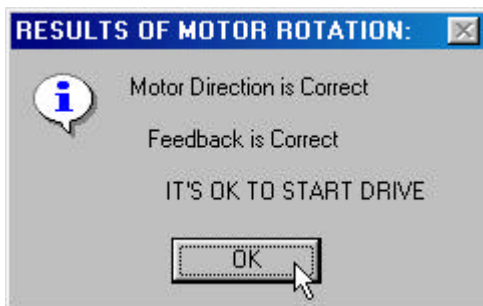 RESULTS OF MOTOR ROTATION:
Motor Direction is Correct
Feedback is Correct
IT'S OK TO START DRIVE
OK